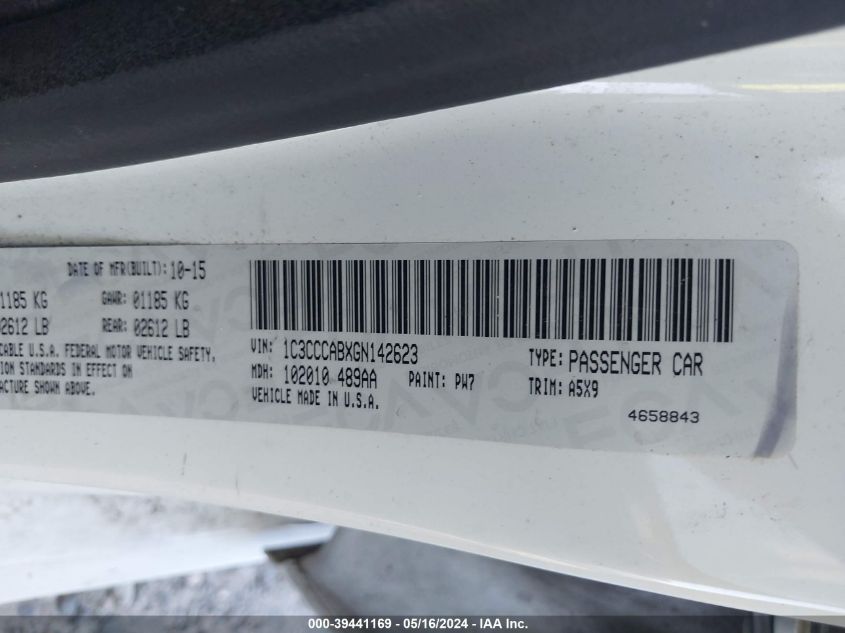 DATE OF MFR(BUILT): 10-15
1185 KG GAWR: 01185 KG
02612 LB REAR: 02612 LB
CABLE U.S.A. FEDERAL MOTOR VEHICLE SAFETY,
ION STANDARDS IN EFFECT ON
ACTURE SHOWN ABOVE.
VIN: 1C3CCCABXGN142623
TYPE: PASSENGER CAR
MDH: 102010 489AA PAINT: PW7
TRIM: A5X9
VEHICLE MADE IN U.S.A.
4658843
000-39441169 - 05/16/2024 - IAA Inc.